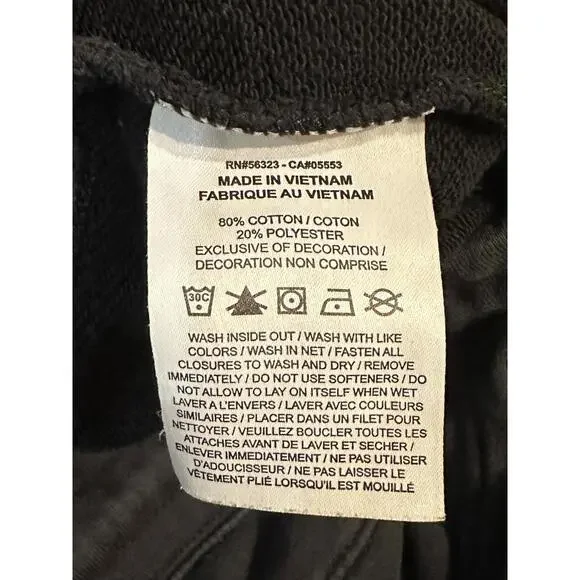 RN#56323 - CA#05553
MADE IN VIETNAM
FABRIQUE AU VIETNAM
80% COTTON / COTON
20% POLYESTER
EXCLUSIVE OF DECORATION /
DECORATION NON COMPRISE
30C
WASH INSIDE OUT / WASH WITH LIKE
COLORS / WASH IN NET / FASTEN ALL
CLOSURES TO WASH AND DRY / REMOVE
IMMEDIATELY / DO NOT USE SOFTENERS / DO
NOT ALLOW TO LAY ON ITSELF WHEN WET
LAVER A L'ENVERS / LAVER AVEC COULEURS
SIMILAIRES / PLACER DANS UN FILET POUR
NETTOYER / VEUILLEZ BOUCLER TOUTES LES
ATTACHES AVANT DE LAVER ET SECHER /
ENLEVER IMMEDIATEMENT / NE PAS UTILISER
D'ADOUCISSEUR / NE PAS LAISSER LE
VÊTEMENT PLIÉ LORSQU'IL EST MOUILLÉ